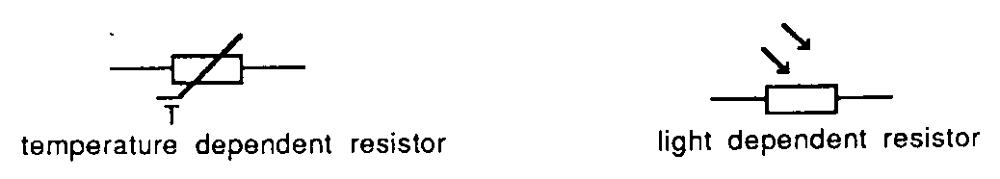 T
temperature dependent resistor
light dependent resistor